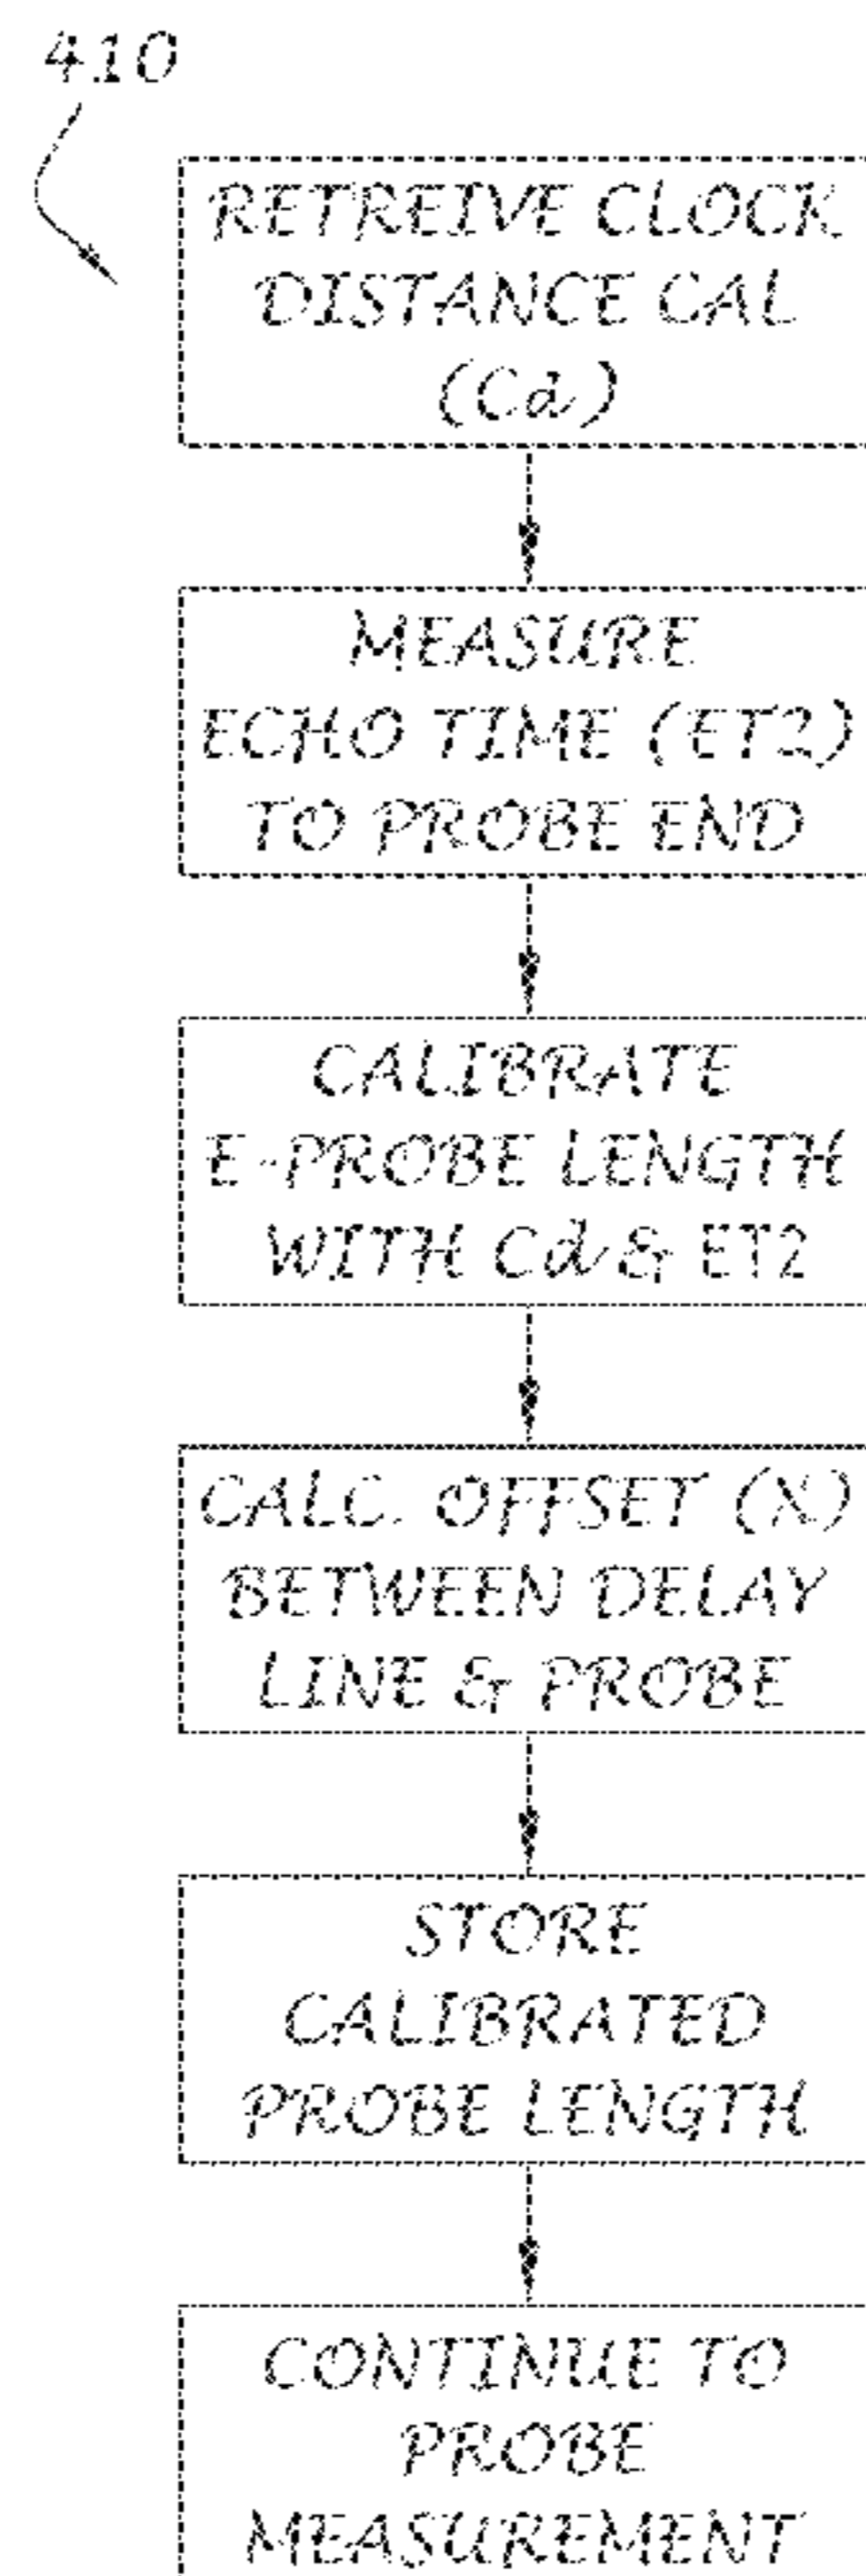 410
RETREIVE CLOCK
DISTANCE CAL
(Cd)
MEASURE
ECHO TIME (ET2)
TO PROBE END
CALIBRATE
E-PROBE LENGTH
WITH Cd & ET2
CALC. OFFSET (X)
BETWEEN DELAY
LINE & PROBE
STORE
CALIBRATED
PROBE LENGTH
CONTINUE TO
PROBE
MEASUREMENT